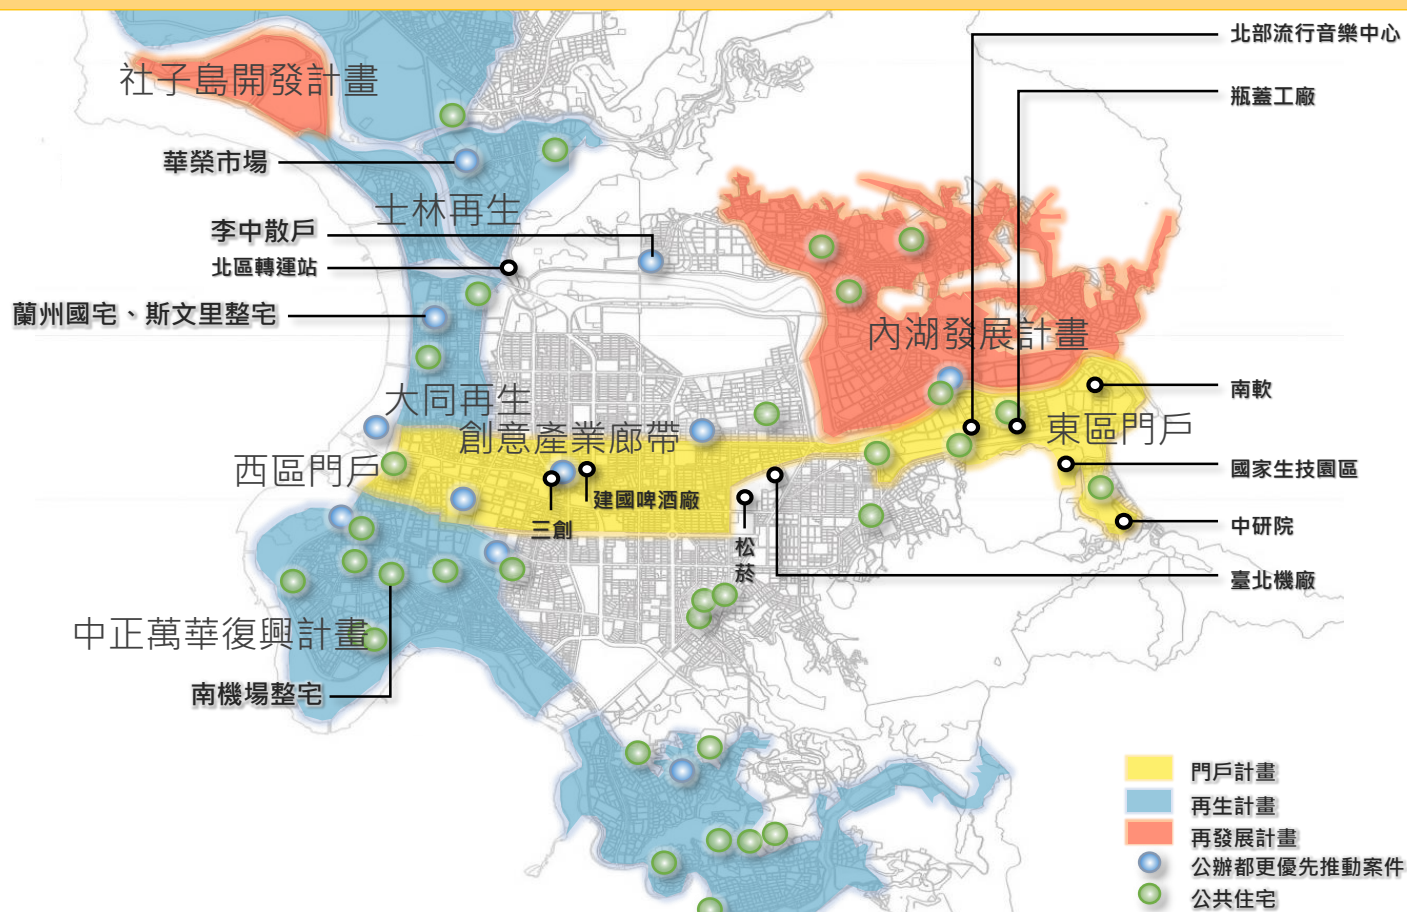 北部流行音樂中心
社子島開發計畫
瓶蓋工廠
華榮市場
士林再生
李中散戶
北區轉運站
蘭州國宅、斯文里整宅
內湖發展計畫
南軟
大同再生
創意產業廊帶
東區門戶
西區門戶
國家生技園區
建國啤酒廠
三創
中研院
松菸
臺北機廠
中正萬華復興計畫
南機場整宅
門戶計畫
再生計畫
再發展計畫
公辦都更優先推動案件
公共住宅